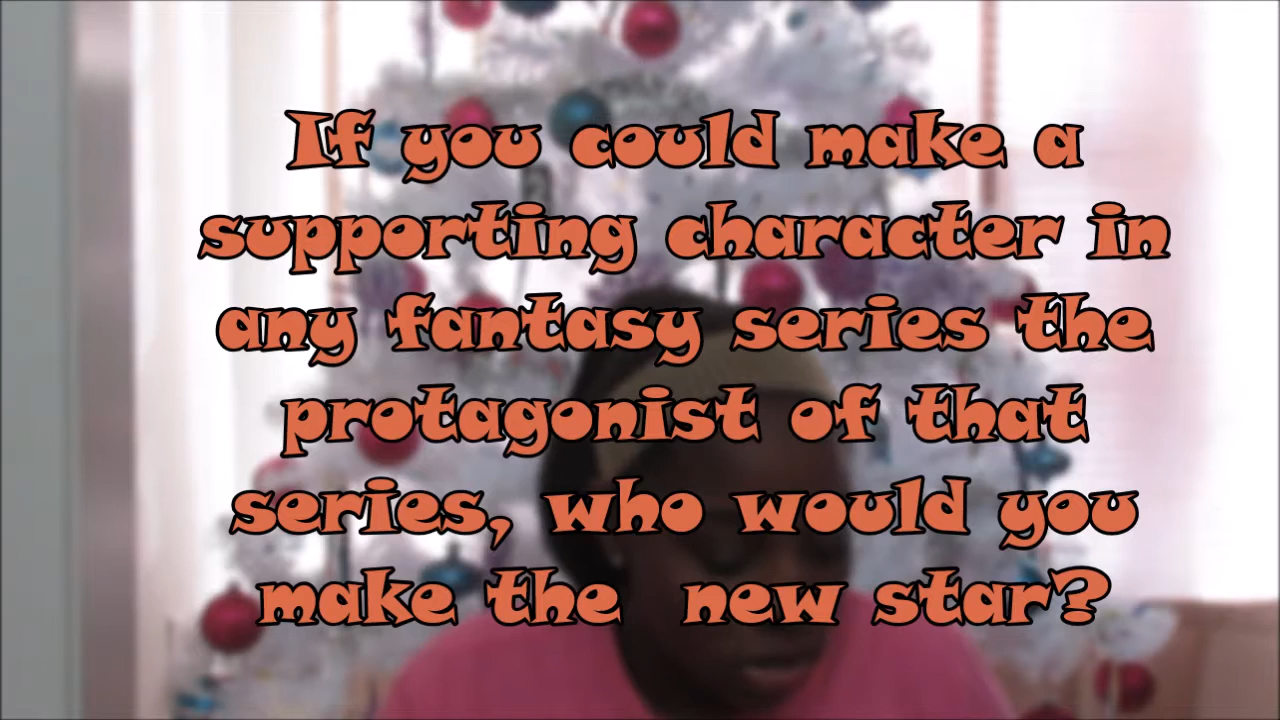 If you could make a
supporting character in
any fantasy series the
protagonist of that
series, who would you
make the new star?